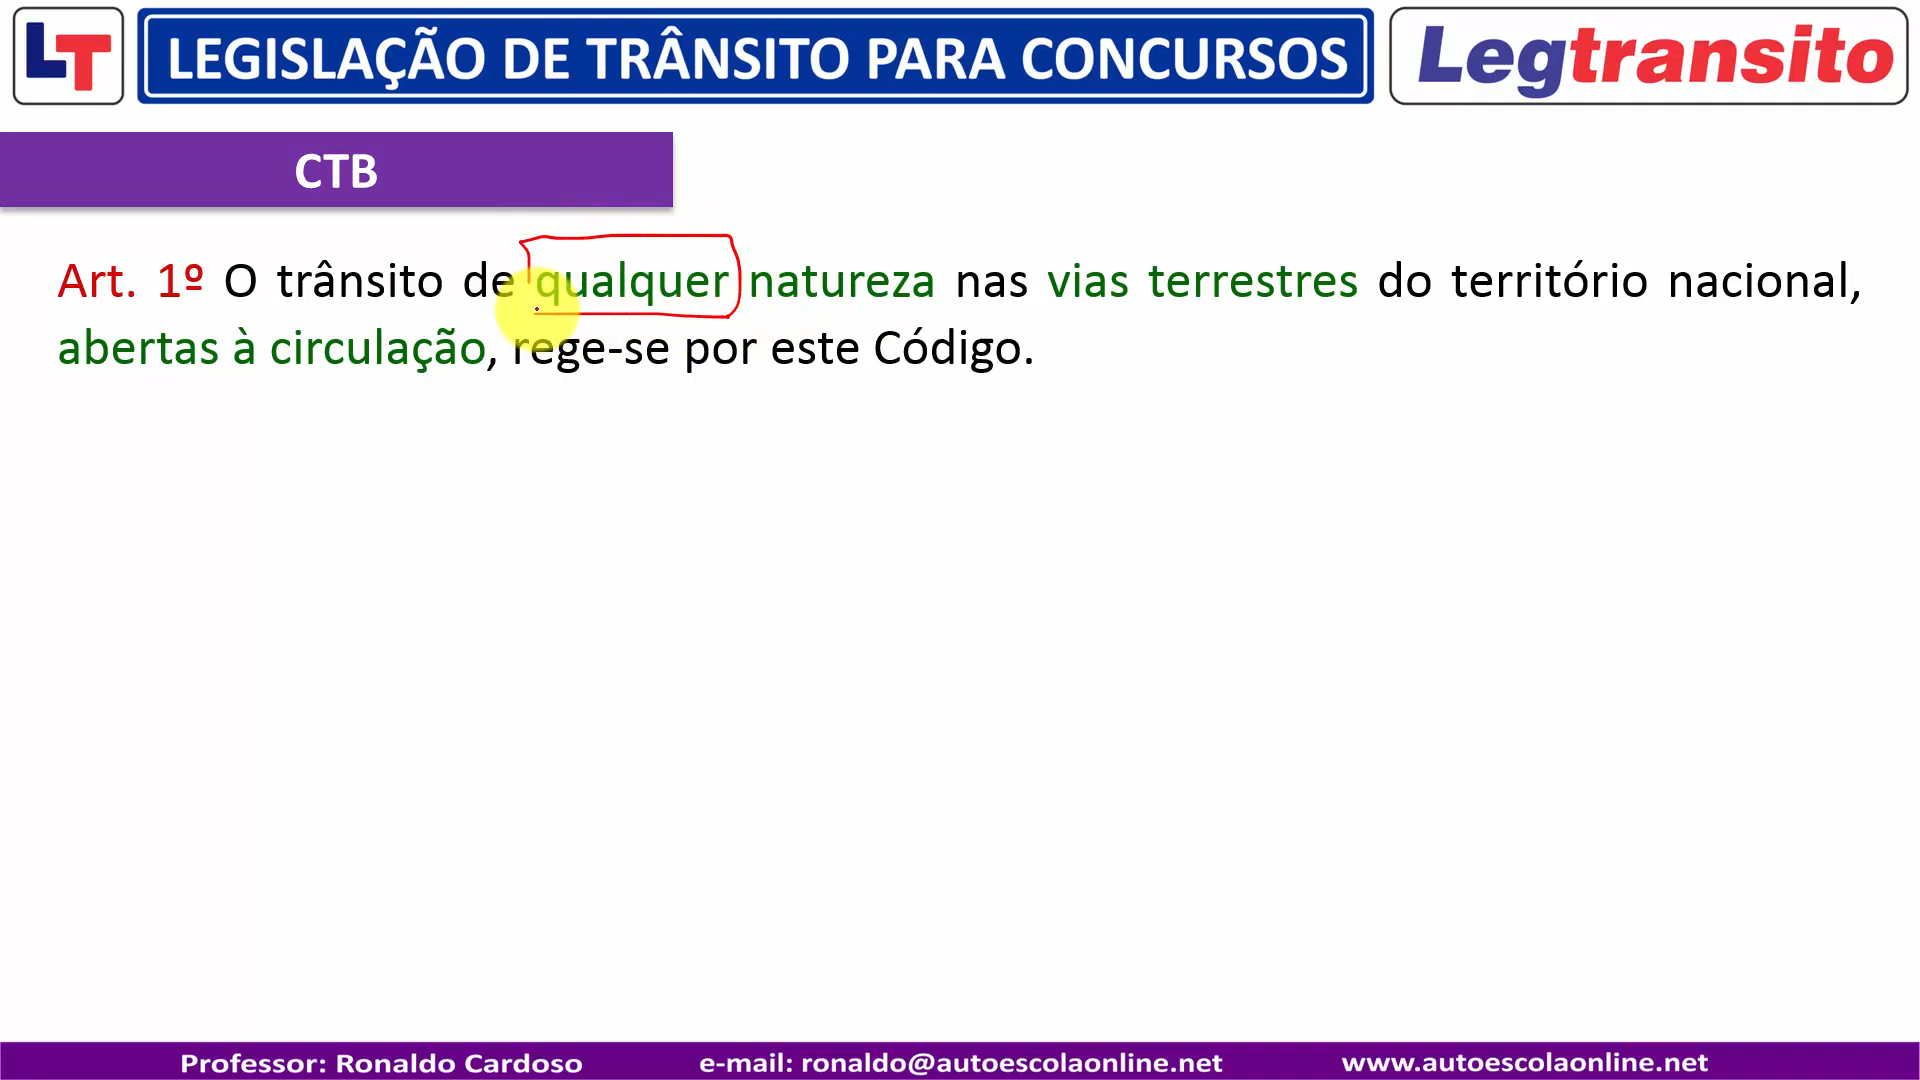 LT
LEGISLAÇÃO DE TRÂNSITO PARA CONCURSOS
Legtransito
CTB
Art. 1º O trânsito de qualquer natureza nas vias terrestres do território nacional,
abertas à circulação, rege-se por este Código.
Professor: Ronaldo Cardoso
e-mail: ronaldo@autoescolaonline.net
www.autoescolaonline.net